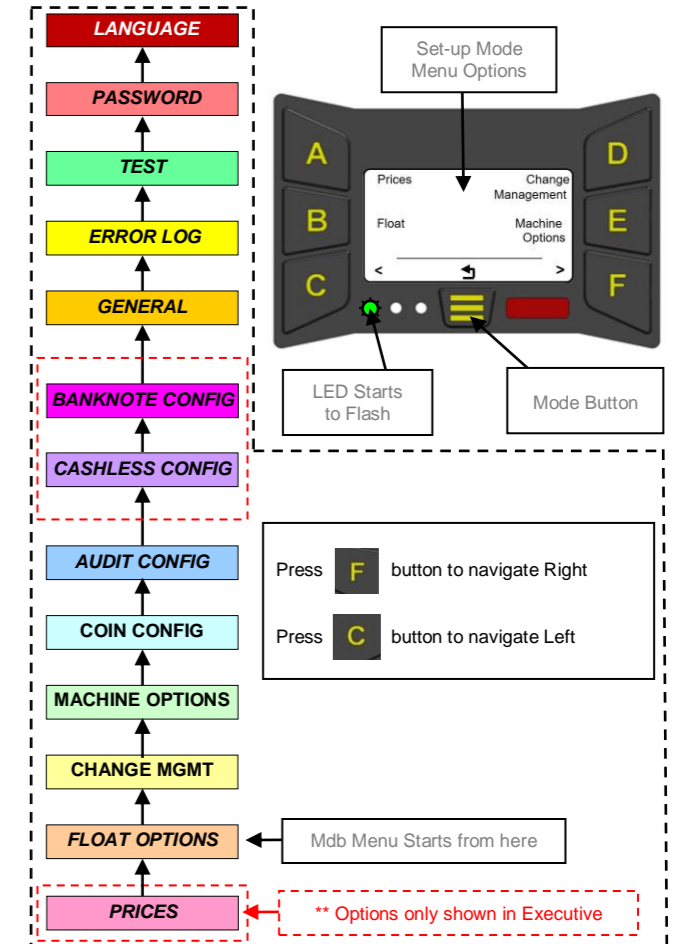 LANGUAGE
PASSWORD
TEST
ERROR LOG
GENERAL
BANKNOTE CONFIG
CASHLESS CONFIG
AUDIT CONFIG
COIN CONFIG
MACHINE OPTIONS
CHANGE MGMT
FLOAT OPTIONS
PRICES
Set-up Mode
Menu Options
A
B
C
D
E
F
Prices
Change
Management
Float
Machine
Options
<
>
LED Starts
to Flash
Mode Button
Press F button to navigate Right
Press C button to navigate Left
Mdb Menu Starts from here
** Options only shown in Executive